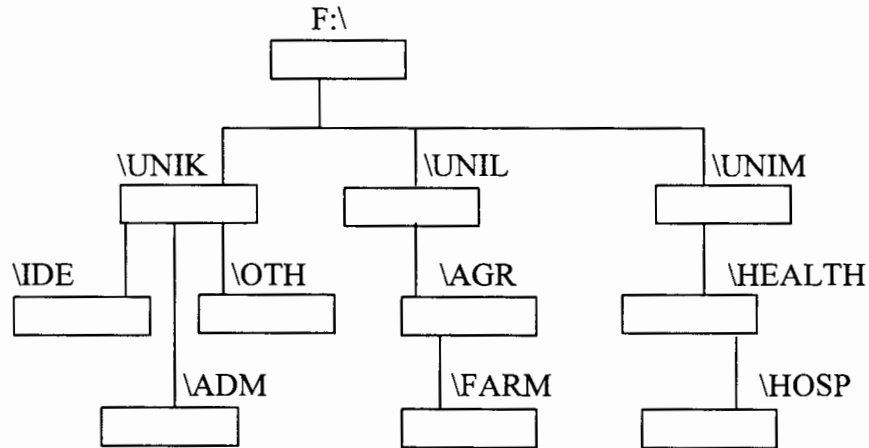 F:\
\UNIK \UNIL \UNIM
\IDE \OTH \AGR \HEALTH
\ADM \FARM \HOSP